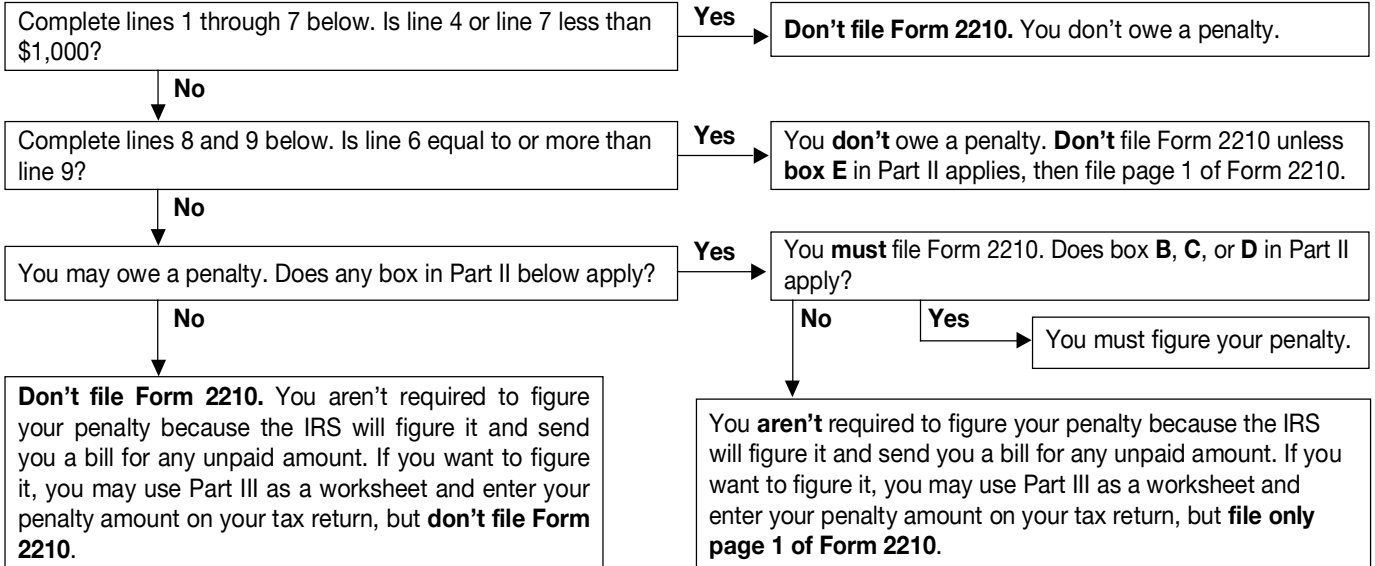 Complete lines 1 through 7 below. Is line 4 or line 7 less than
$1,000?
Yes
Don't file Form 2210. You don't owe a penalty.
No
Complete lines 8 and 9 below. Is line 6 equal to or more than
line 9?
Yes
You don't owe a penalty. Don't file Form 2210 unless
box E in Part II applies, then file page 1 of Form 2210.
No
You may owe a penalty. Does any box in Part II below apply?
Yes
You must file Form 2210. Does box B, C, or D in Part II
apply?
No
No
Yes
You must figure your penalty.
Don't file Form 2210. You aren't required to figure
your penalty because the IRS will figure it and send
you a bill for any unpaid amount. If you want to figure
it, you may use Part III as a worksheet and enter your
penalty amount on your tax return, but don't file Form
2210.
You aren't required to figure your penalty because the IRS
will figure it and send you a bill for any unpaid amount. If you
want to figure it, you may use Part III as a worksheet and
enter your penalty amount on your tax return, but file only
page 1 of Form 2210.